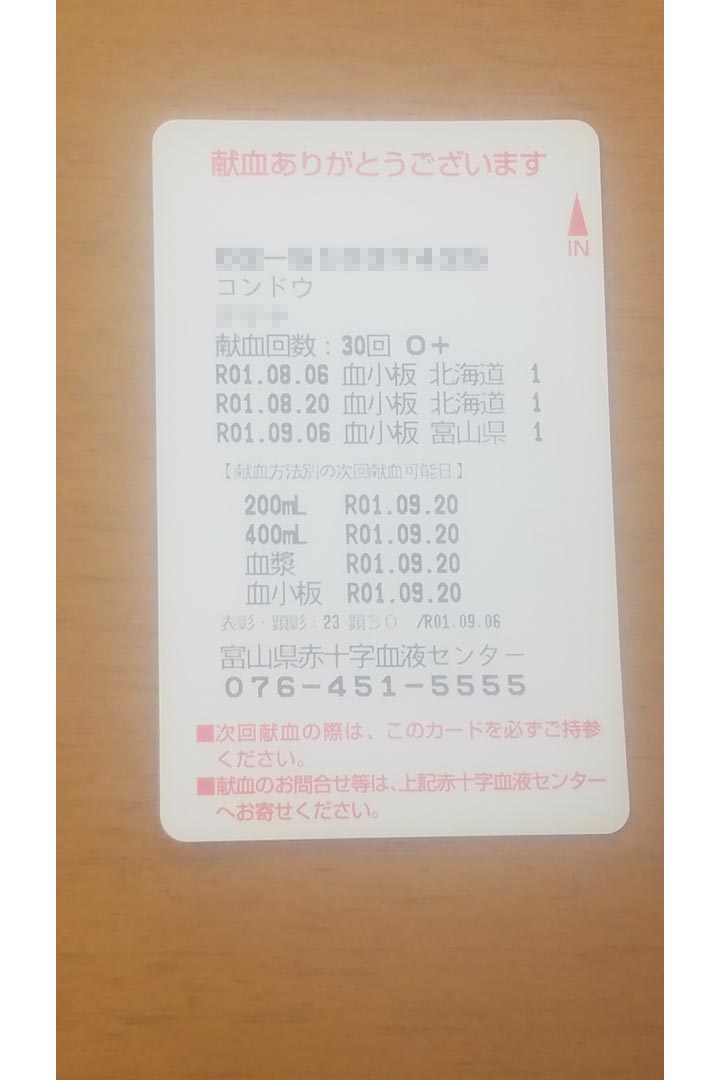 献血ありがとうございます
IN
コンドウ
献血回数：30回 O+
R01.08.06 血小板 北海道 1
R01.08.20 血小板 北海道 1
R01.09.06 血小板 富山県 1
【献血方法別の次回献血可能日】
200mL R01.09.20
400mL R01.09.20
血漿 R01.09.20
血小板 R01.09.20
表彰・顕彰：23 顕30 /R01.09.06
富山県赤十字血液センター
076-451-5555
■次回献血の際は、このカードを必ずご持参
ください。
■献血のお問合せ等は、上記赤十字血液センター
へお寄せください。